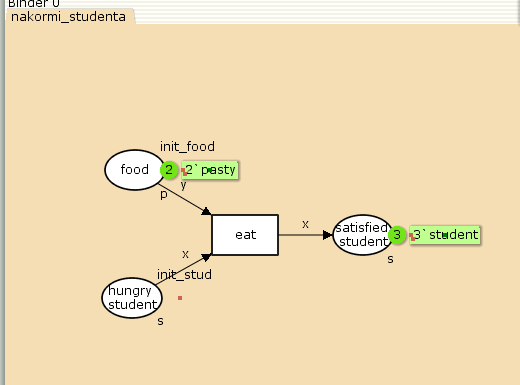 Binder 0
nakormi_studenta
init_food
food
2
2`pasty
y
p
eat
x
satisfied
student
3
3`student
s
x
init_stud
hungry
student
s